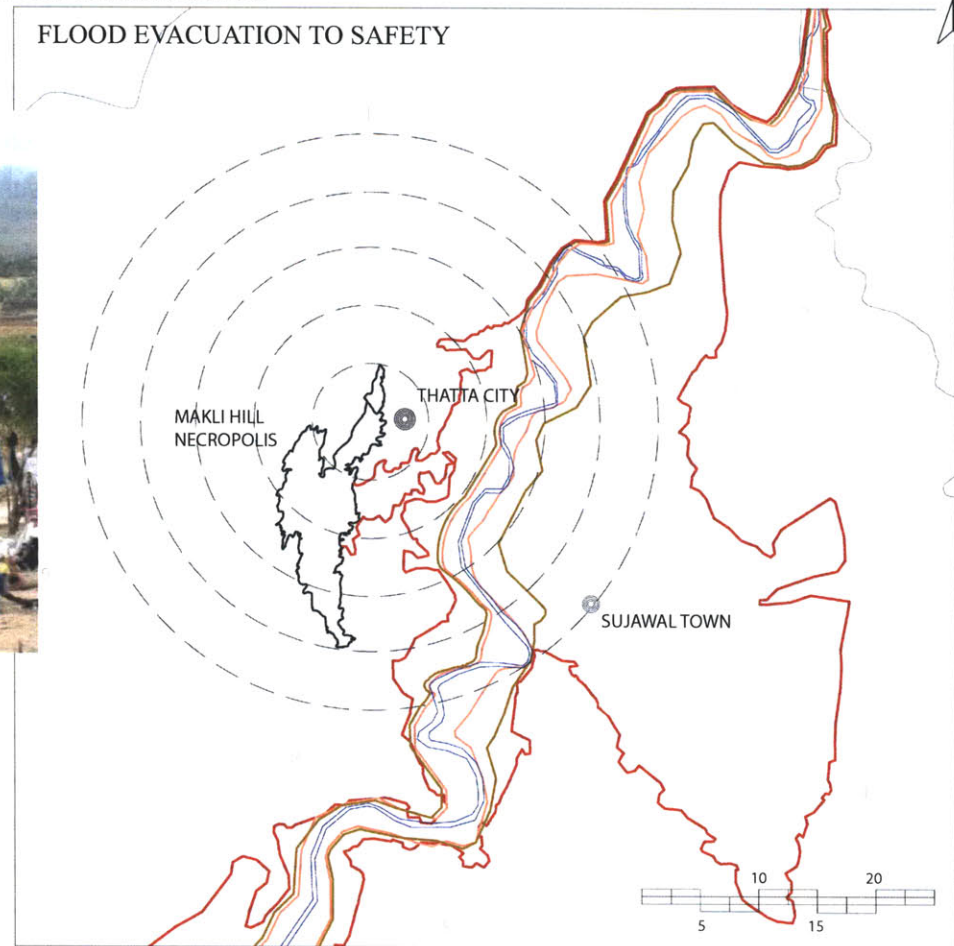 FLOOD EVACUATION TO SAFETY
THATTA CITY
MAKLI HILL
NECROPOLIS
SUJAWAL TOWN
10 20
5 15